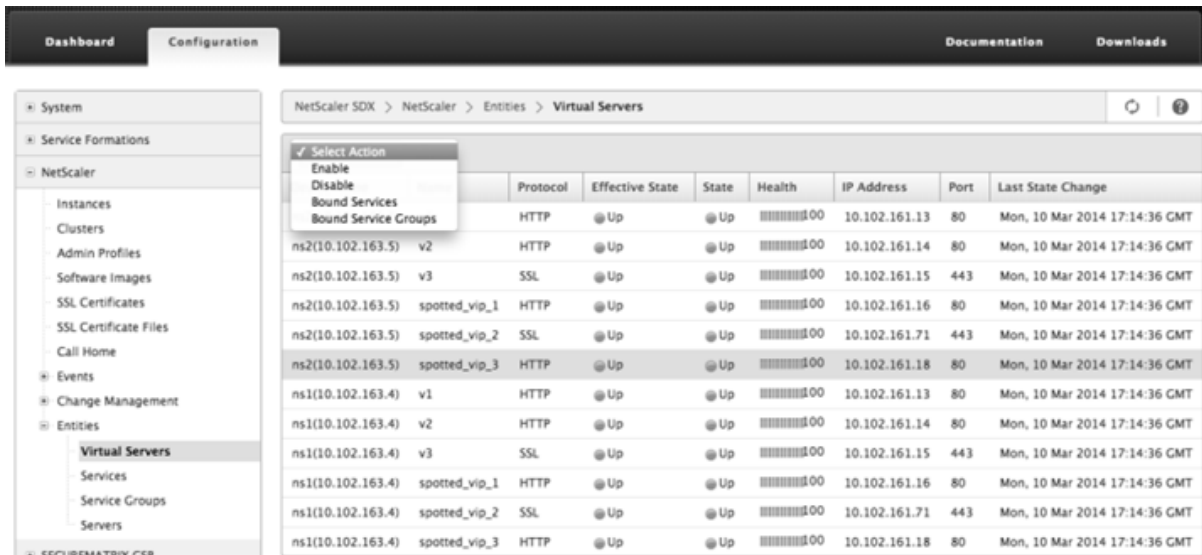 Dashboard Configuration Documentation Downloads
System
Service Formations
NetScaler
Instances
Clusters
Admin Profiles
Software Images
SSL Certificates
SSL Certificate Files
Call Home
Events
Change Management
Entities
Virtual Servers
Services
Service Groups
Servers
SECUREMATRIX GSB
NetScaler SDX > NetScaler > Entities > Virtual Servers
✓ Select Action
Enable
Disable
Bound Services
Bound Service Groups
Protocol Effective State State Health IP Address Port Last State Change
HTTP Up Up 100 10.102.161.13 80 Mon, 10 Mar 2014 17:14:36 GMT
ns2(10.102.163.5) v2 HTTP Up Up 100 10.102.161.14 80 Mon, 10 Mar 2014 17:14:36 GMT
ns2(10.102.163.5) v3 SSL Up Up 100 10.102.161.15 443 Mon, 10 Mar 2014 17:14:36 GMT
ns2(10.102.163.5) spotted_vip_1 HTTP Up Up 100 10.102.161.16 80 Mon, 10 Mar 2014 17:14:36 GMT
ns2(10.102.163.5) spotted_vip_2 SSL Up Up 100 10.102.161.71 443 Mon, 10 Mar 2014 17:14:36 GMT
ns2(10.102.163.5) spotted_vip_3 HTTP Up Up 100 10.102.161.18 80 Mon, 10 Mar 2014 17:14:36 GMT
ns1(10.102.163.4) v1 HTTP Up Up 100 10.102.161.13 80 Mon, 10 Mar 2014 17:14:36 GMT
ns1(10.102.163.4) v2 HTTP Up Up 100 10.102.161.14 80 Mon, 10 Mar 2014 17:14:36 GMT
ns1(10.102.163.4) v3 SSL Up Up 100 10.102.161.15 443 Mon, 10 Mar 2014 17:14:36 GMT
ns1(10.102.163.4) spotted_vip_1 HTTP Up Up 100 10.102.161.16 80 Mon, 10 Mar 2014 17:14:36 GMT
ns1(10.102.163.4) spotted_vip_2 SSL Up Up 100 10.102.161.71 443 Mon, 10 Mar 2014 17:14:36 GMT
ns1(10.102.163.4) spotted_vip_3 HTTP Up Up 100 10.102.161.18 80 Mon, 10 Mar 2014 17:14:36 GMT